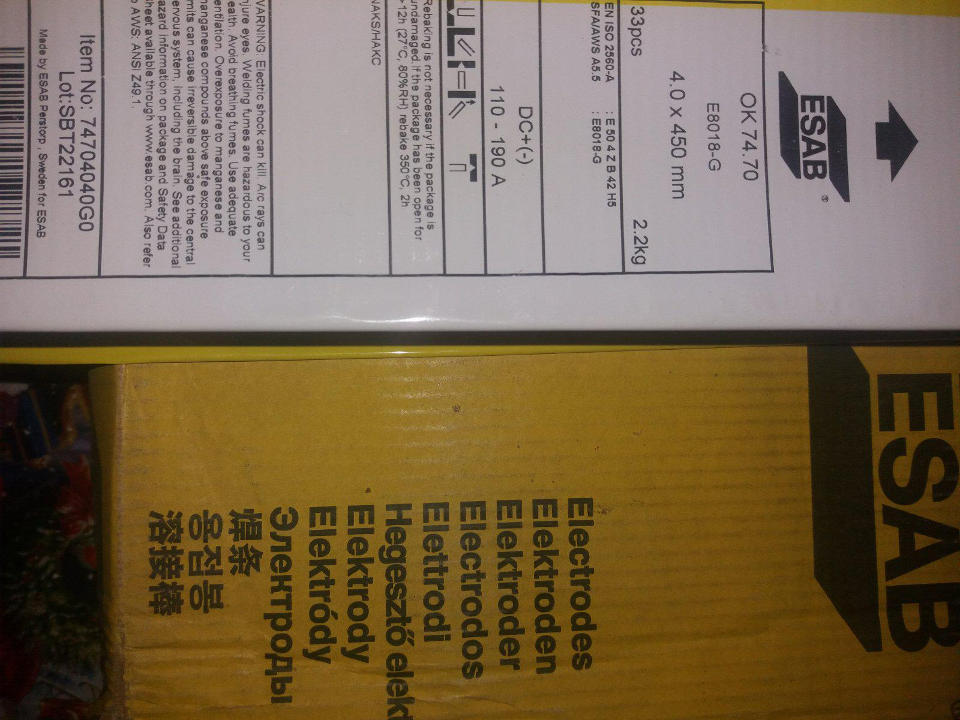 ESAB®
OK 74.70
E8018-G
4.0 x 450 mm
33pcs 2.2kg
EN ISO 2560-A : E 50 4 Z B 42 H5
SFA/AWS A5.5 : E8018-G
DC+(-)
110 - 190 A
Rebaking is not necessary if the package is
undamaged. If the package has been open for
>12h (27°C, 80%RH) rebake 350°C, 2h
NAKS/HAKC
WARNING: Electric shock can kill. Arc rays can
injure eyes. Welding fumes are hazardous to your
health. Avoid breathing fumes. Use adequate
ventilation. Overexposure to manganese and
manganese compounds above safe exposure
limits can cause irreversible damage to the central
nervous system, including the brain. See additional
hazard information on package and Safety Data
Sheet available through www.esab.com. Also refer
to AWS: ANSI Z49.1.
Item No: 74704040G0
Lot:SBT22161
Made by ESAB Perstorp , Sweden for ESAB
ESAB
Electrodes
Elektroden
Elektroder
Electrodos
Elettrodi
Hegesztő elekt
Elektrody
Elektródy
Электроды
焊条
용접봉
溶接棒